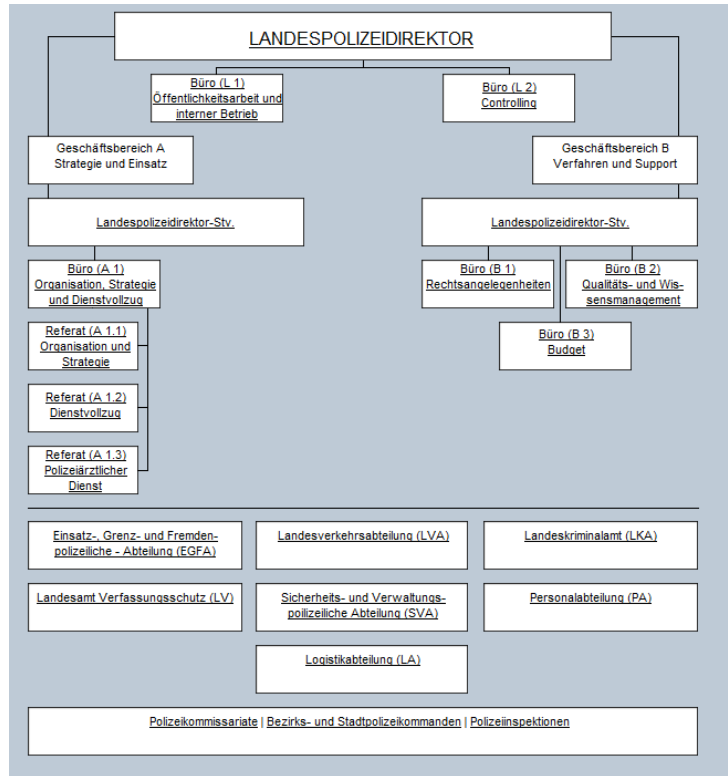 LANDESPOLIZEIDIREKTOR
Büro (L 1)
Öffentlichkeitsarbeit und
interner Betrieb
Büro (L 2)
Controlling
Geschäftsbereich A
Strategie und Einsatz
Geschäftsbereich B
Verfahren und Support
Landespolizeidirektor-Stv.
Landespolizeidirektor-Stv.
Büro (A 1)
Organisation, Strategie
und Dienstvollzug
Büro (B 1)
Rechtsangelegenheiten
Büro (B 2)
Qualitäts- und Wis-
sensmanagement
Referat (A 1.1)
Organisation und
Strategie
Büro (B 3)
Budget
Referat (A 1.2)
Dienstvollzug
Referat (A 1.3)
Polizeiärztlicher
Dienst
Einsatz-, Grenz- und Fremden-
polizeiliche - Abteilung (EGFA)
Landesverkehrsabteilung (LVA)
Landeskriminalamt (LKA)
Landesamt Verfassungsschutz (LV)
Sicherheits- und Verwaltungs-
polizeiliche Abteilung (SVA)
Personalabteilung (PA)
Logistikabteilung (LA)
Polizeikommissariate | Bezirks- und Stadtpolizeikommanden | Polizeiinspektionen